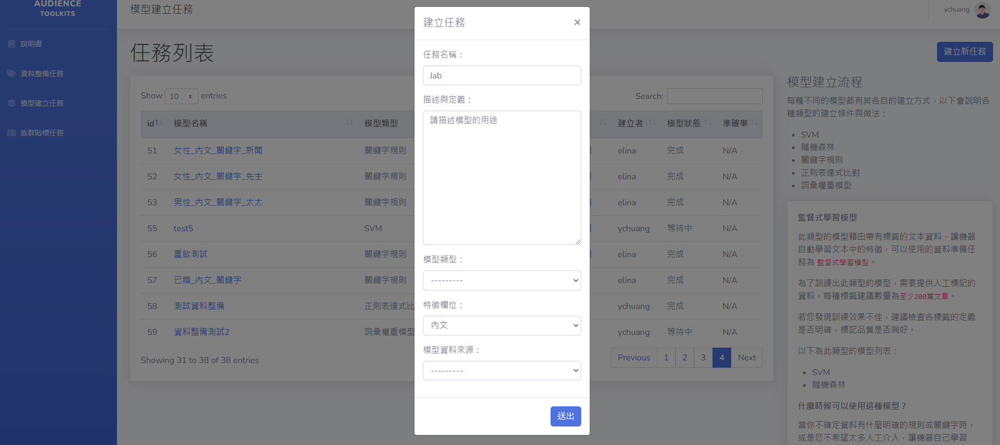 AUDIENCE
TOOLKITS
說明書
資料整備任務
模型建立任務
族群貼標任務
模型建立任務
ychuang
任務列表
建立新任務
Show 10 entries
Search:
id 模型名稱 模型類型 建立者 模型狀態 準確率
51 女性_內文_關鍵字_新聞 關鍵字規則 elina 完成 N/A
52 女性_內文_關鍵字_先生 關鍵字規則 elina 完成 N/A
53 男性_內文_關鍵字_太太 關鍵字規則 elina 完成 N/A
55 test5 SVM ychuang 等待中 N/A
56 重啟測試 關鍵字規則 elina 完成 N/A
57 已婚_內文_關鍵字 關鍵字規則 elina 完成 N/A
58 測試資料整備 正則表達式比 ychuang 完成 N/A
59 資料整備測試2 詞彙權重模型 ychuang 等待中 N/A
Showing 31 to 38 of 38 entries
Previous 1 2 3 4 Next
建立任務 ×
任務名稱：
Jab
描述與定義：
請描述模型的用途
模型類型：
---------
特徵欄位：
內文
模型資料來源：
---------
送出
模型建立流程
每種不同的模型都有其各自的建立方式，以下會說明各
種類型的建立條件與做法：
SVM
隨機森林
關鍵字規則
正則表達式比對
詞彙權重模型
監督式學習模型
此類型的模型藉由帶有標籤的文本資料，讓機器
自動學習文本中的特徵，可以使用的資料準備任
務為 監督式學習模型。
為了訓練出此類型的模型，需要提供人工標記的
資料，每種標籤建議數量為至少200篇文章。
若您發現訓練效果不佳，建議檢查各標籤的定義
是否明確，標記品質是否夠好。
以下為此類型的模型列表：
SVM
隨機森林
什麼時候可以使用這種模型？
當你不確定資料有什麼明確的規則或關鍵字時，
或是您不希望太多人工介入，讓機器自己學習